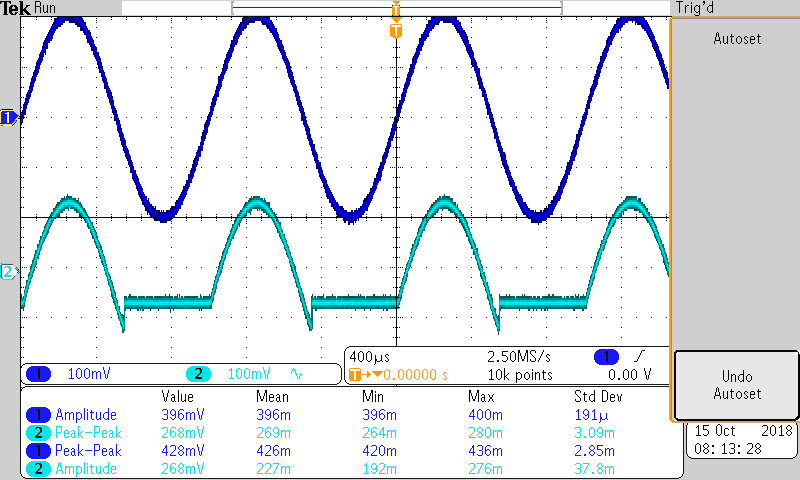 Tek Run Trig'd
T
T
Autoset
1
2
1 100mV 2 100mV
400µs 2.50MS/s 1
T 0.00000 s 10k points 0.00 V
Undo
Autoset
Value Mean Min Max Std Dev
1 Amplitude 396mV 396m 396m 400m 191µ
2 Peak-Peak 268mV 269m 264m 280m 3.09m
1 Peak-Peak 428mV 426m 420m 436m 2.85m
2 Amplitude 268mV 227m 192m 276m 37.8m
15 Oct 2018
08:13:28